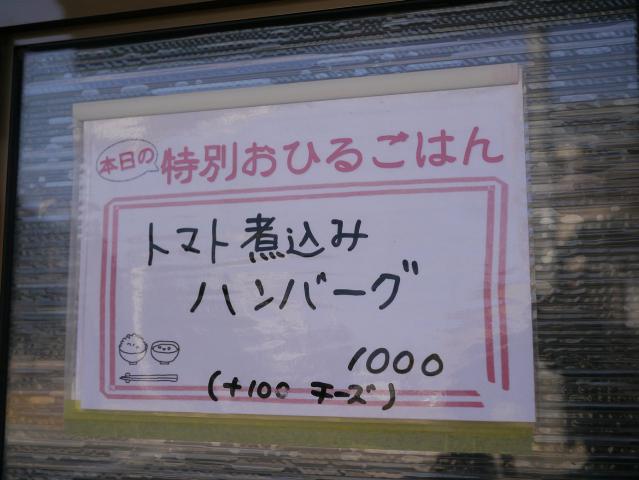 本日の
特別おひるごはん
トマト煮込み
ハンバーグ
1000
(+100 チーズ)